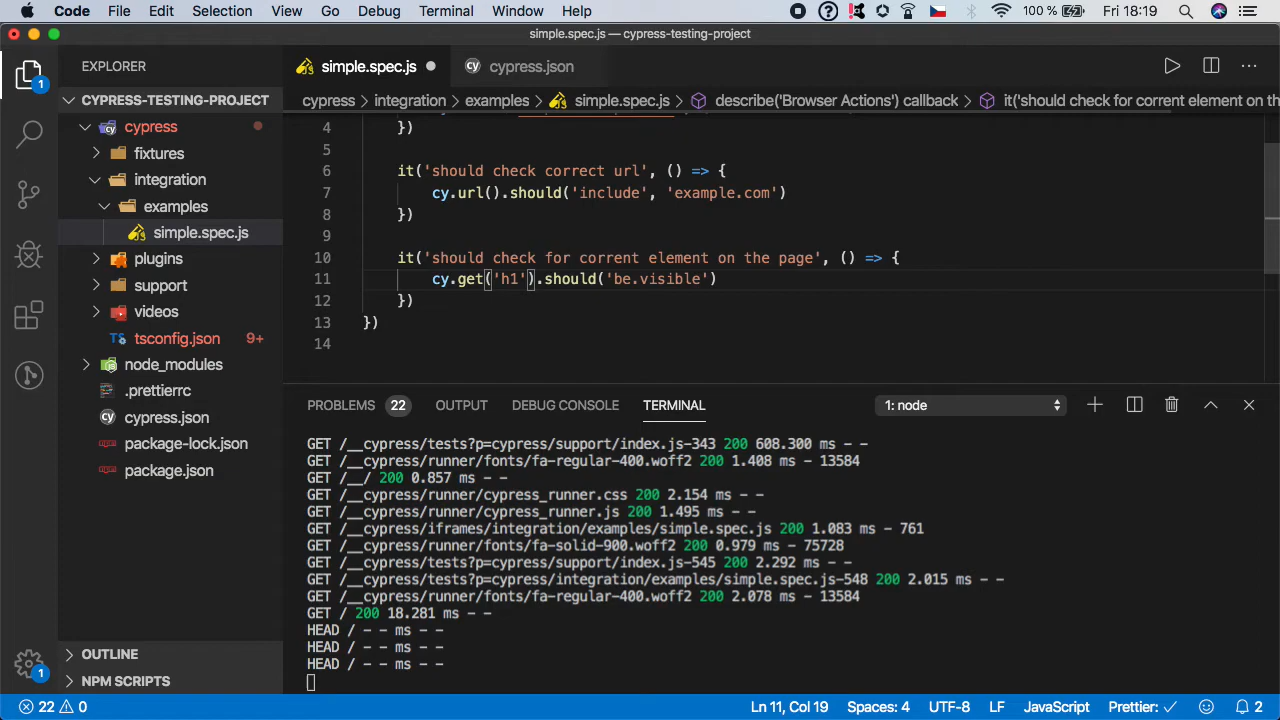 Code File Edit Selection View Go Debug Terminal Window Help 100 % Fri 18:19
simple.spec.js — cypress-testing-project
EXPLORER
simple.spec.js
cypress.json
cypress
integration
examples
simple.spec.js
describe('Browser Actions') callback
it('should check for corrent element on the
CYPRESS-TESTING-PROJECT
cypress
fixtures
integration
examples
simple.spec.js
plugins
support
videos
tsconfig.json 9+
node_modules
.prettierrc
cypress.json
package-lock.json
package.json
OUTLINE
NPM SCRIPTS
1
1
4 })
5
6 it('should check correct url', () => {
7 cy.url().should('include', 'example.com')
8 })
9
10 it('should check for corrent element on the page', () => {
11 cy.get('h1').should('be.visible')
12 })
13 })
14
PROBLEMS 22 OUTPUT DEBUG CONSOLE TERMINAL 1: node
GET /__cypress/tests?p=cypress/support/index.js-343 200 608.300 ms - -
GET /__cypress/runner/fonts/fa-regular-400.woff2 200 1.408 ms - 13584
GET /__/ 200 0.857 ms - -
GET /__cypress/runner/cypress_runner.css 200 2.154 ms - -
GET /__cypress/runner/cypress_runner.js 200 1.495 ms - -
GET /__cypress/iframes/integration/examples/simple.spec.js 200 1.083 ms - 761
GET /__cypress/runner/fonts/fa-solid-900.woff2 200 0.979 ms - 75728
GET /__cypress/tests?p=cypress/support/index.js-545 200 2.292 ms - -
GET /__cypress/tests?p=cypress/integration/examples/simple.spec.js-548 200 2.015 ms - -
GET /__cypress/runner/fonts/fa-regular-400.woff2 200 2.078 ms - 13584
GET / 200 18.281 ms - -
HEAD / - - ms - -
HEAD / - - ms - -
HEAD / - - ms - -
22 0 Ln 11, Col 19 Spaces: 4 UTF-8 LF JavaScript Prettier: ✓ 2